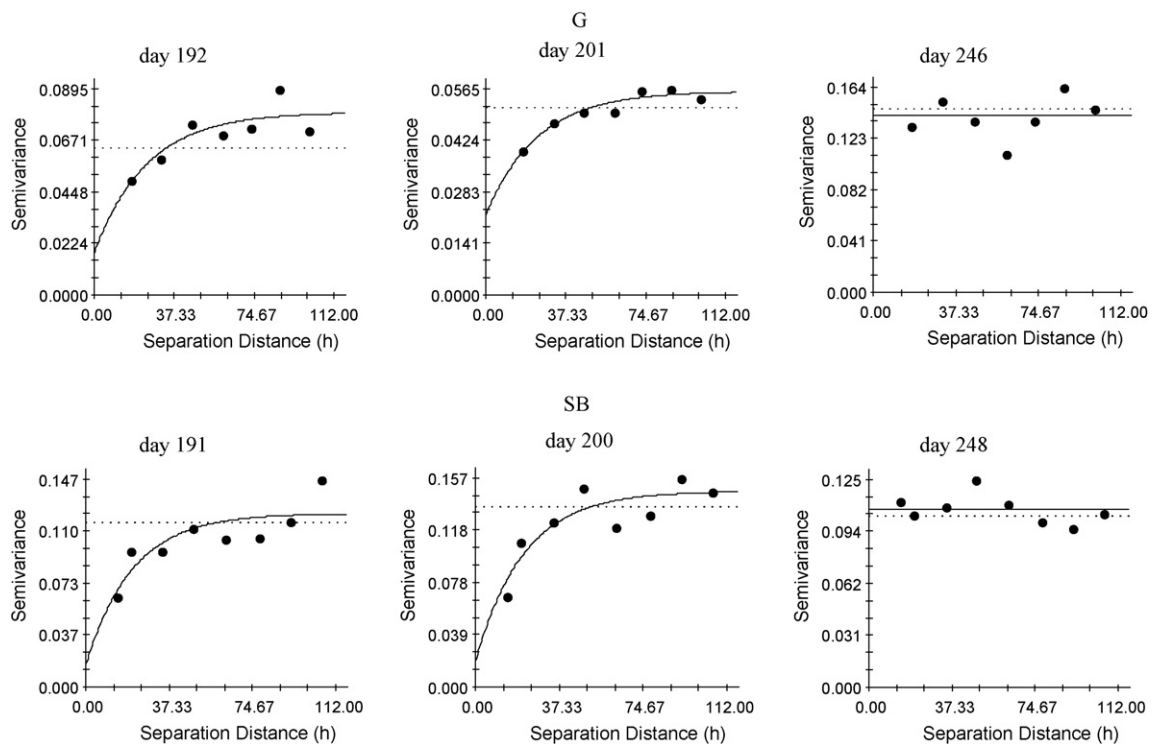 G
day 192
day 201
day 246
Semivariance
0.0895
0.0671
0.0448
0.0224
0.0000
0.00 37.33 74.67 112.00
Separation Distance (h)
Semivariance
0.0565
0.0424
0.0283
0.0141
0.0000
0.00 37.33 74.67 112.00
Separation Distance (h)
Semivariance
0.164
0.123
0.082
0.041
0.000
0.00 37.33 74.67 112.00
Separation Distance (h)
SB
day 191
day 200
day 248
Semivariance
0.147
0.110
0.073
0.037
0.000
0.00 37.33 74.67 112.00
Separation Distance (h)
Semivariance
0.157
0.118
0.078
0.039
0.000
0.00 37.33 74.67 112.00
Separation Distance (h)
Semivariance
0.125
0.094
0.062
0.031
0.000
0.00 37.33 74.67 112.00
Separation Distance (h)